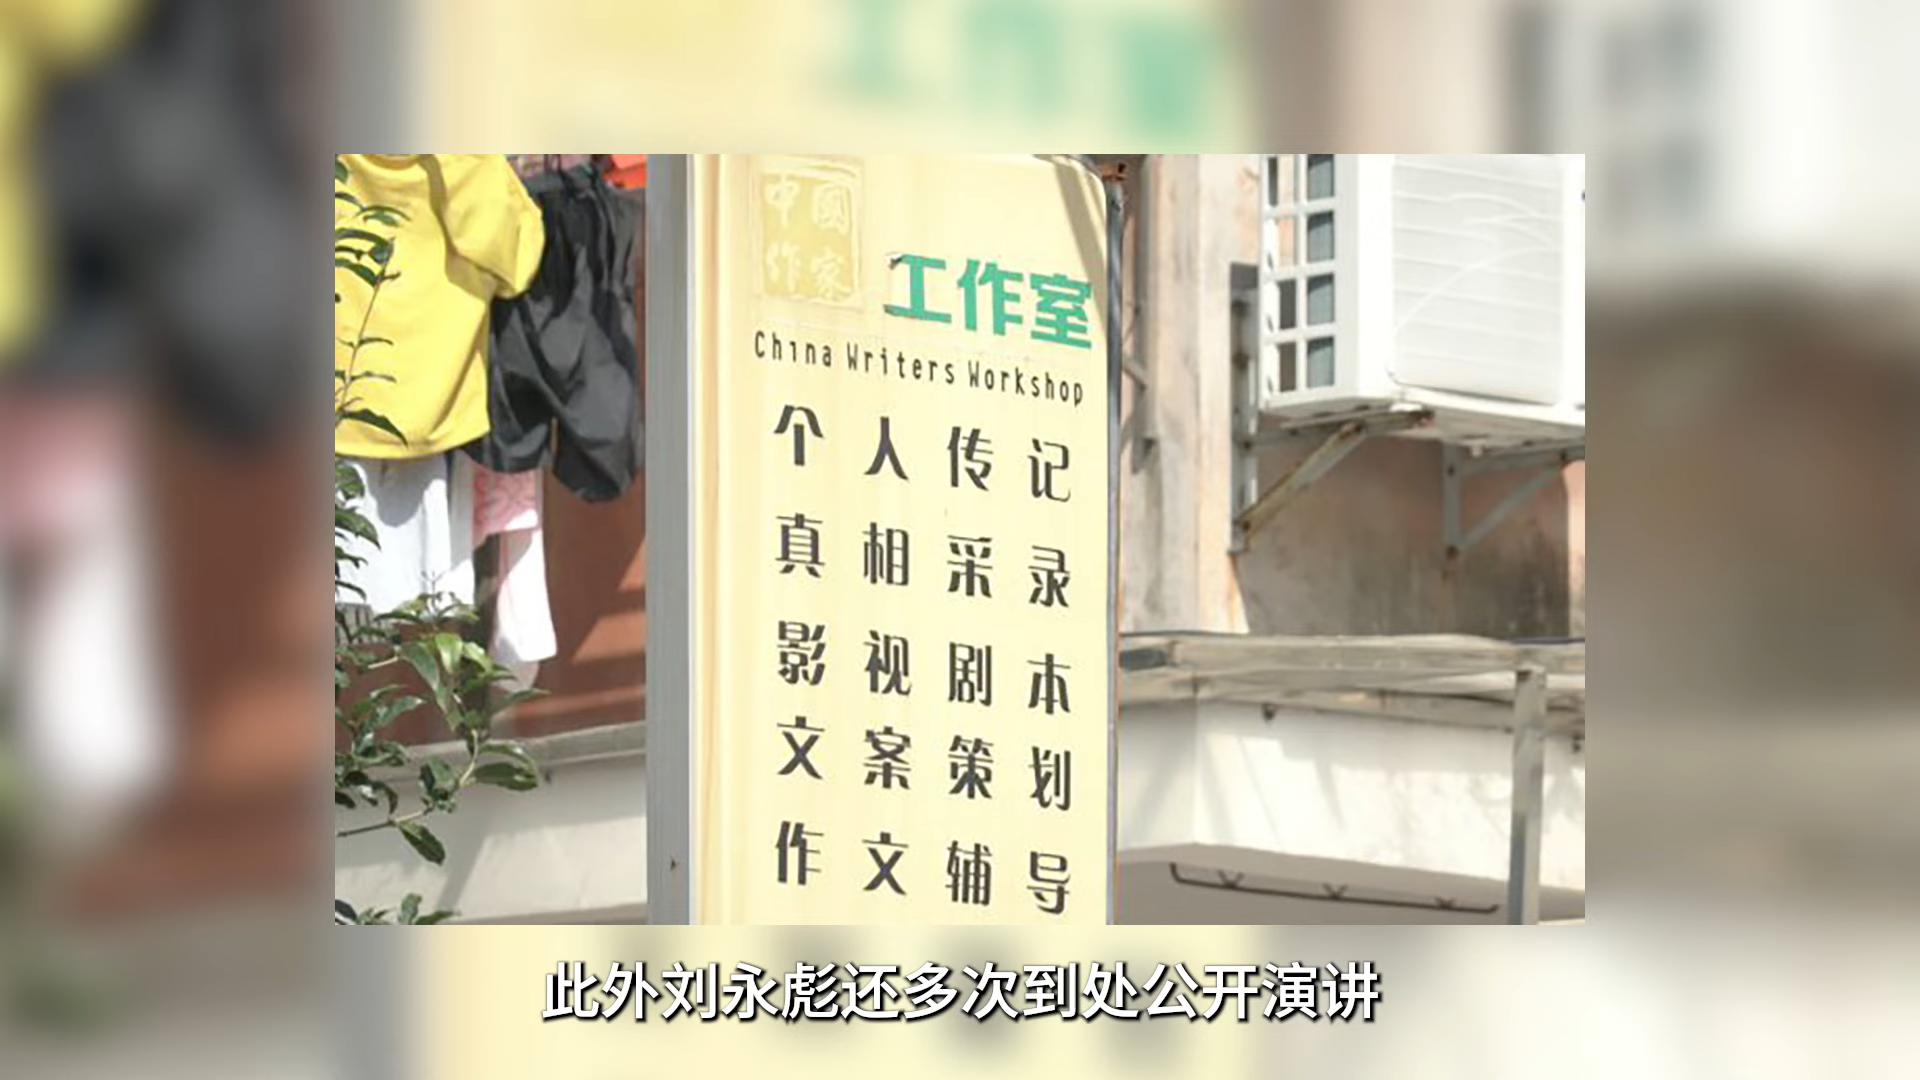 中國
作家
工作室
China Writers Workshop
个人传记
真相采录
影视剧本
文案策划
作文辅导
此外刘永彪还多次到处公开演讲